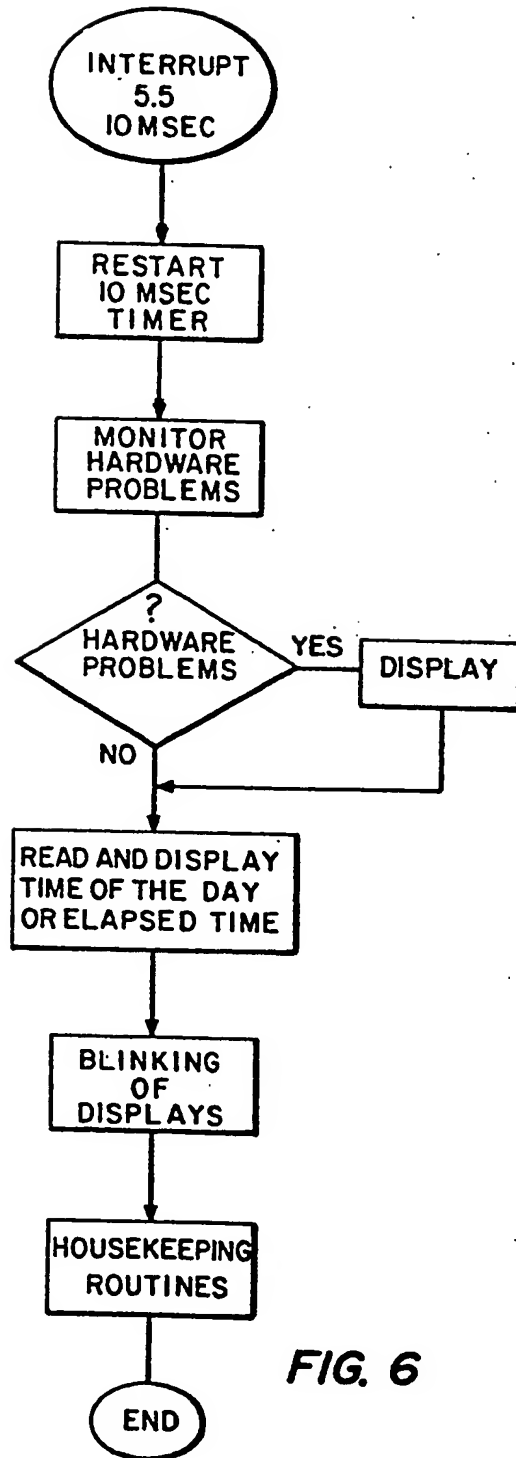 INTERRUPT
5.5
10 MSEC
RESTART
10 MSEC
TIMER
MONITOR
HARDWARE
PROBLEMS
?
HARDWARE
PROBLEMS
YES
DISPLAY
NO
READ AND DISPLAY
TIME OF THE DAY
OR ELAPSED TIME
BLINKING
OF
DISPLAYS
HOUSEKEEPING
ROUTINES
END
FIG. 6